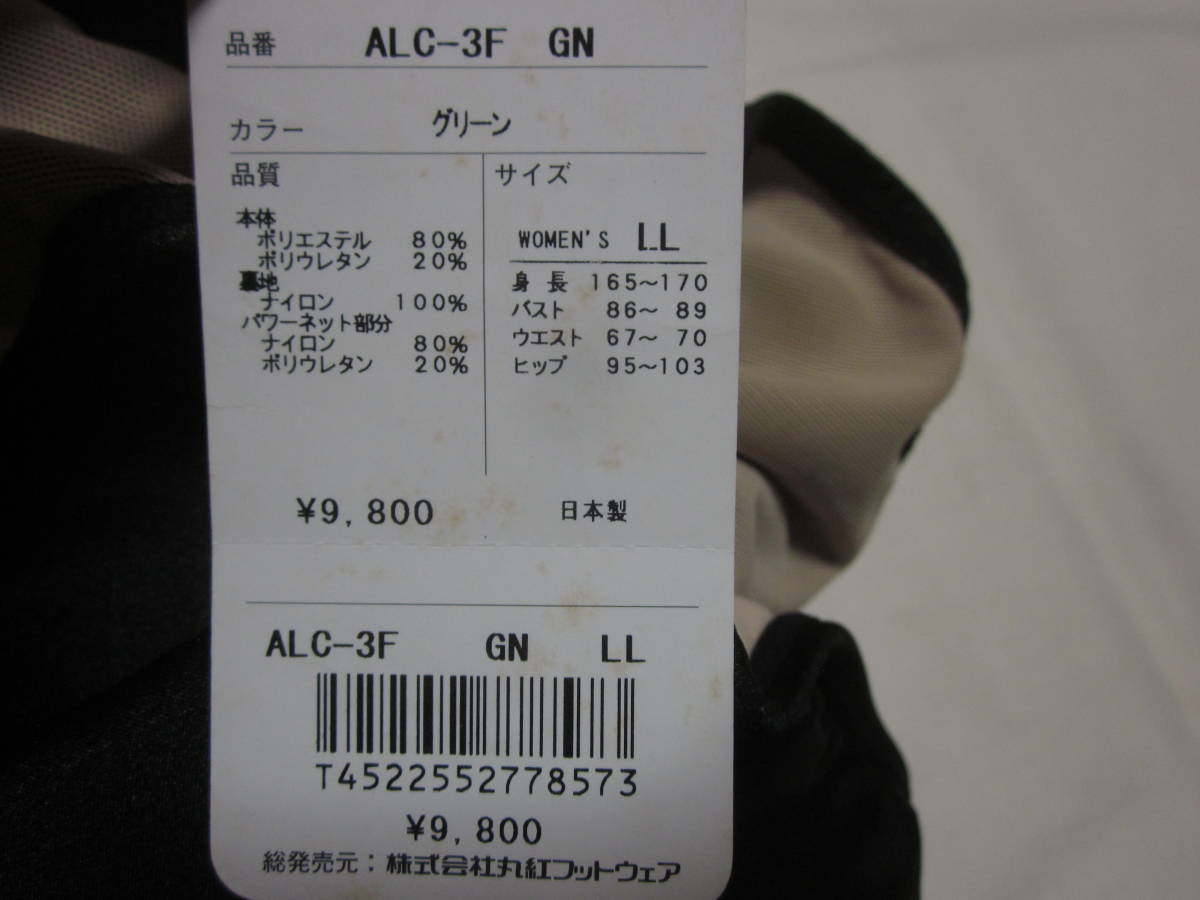 品番 ALC-3F GN
カラー グリーン
品質
本体
ポリエステル 80%
ポリウレタン 20%
裏地
ナイロン 100%
パワーネット部分
ナイロン 80%
ポリウレタン 20%
サイズ
WOMEN'S LL
身長 165~170
バスト 86~ 89
ウエスト 67~ 70
ヒップ 95~103
¥9,800 日本製
ALC-3F GN LL
T4522552778573
¥9,800
総発売元:株式会社丸紅フットウェア